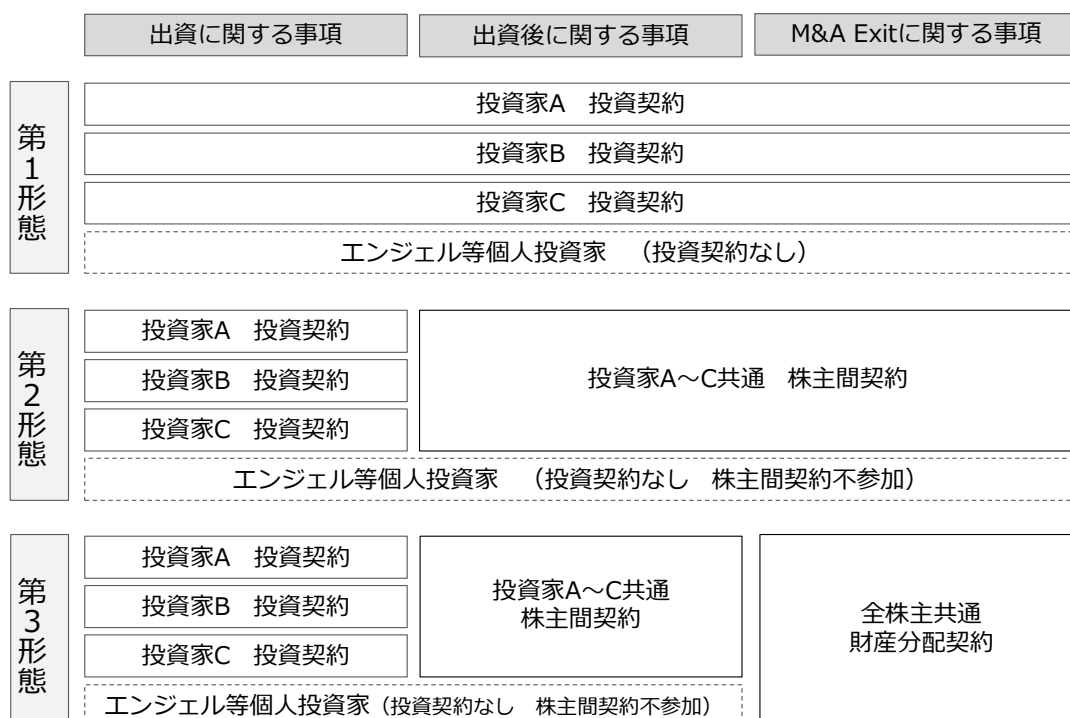 出資に関する事項
出資後に関する事項
M&A Exitに関する事項
第1形態
投資家A 投資契約
投資家B 投資契約
投資家C 投資契約
エンジェル等個人投資家 （投資契約なし）
第2形態
投資家A 投資契約
投資家B 投資契約
投資家C 投資契約
投資家A～C共通 株主間契約
エンジェル等個人投資家 （投資契約なし 株主間契約不参加）
第3形態
投資家A 投資契約
投資家B 投資契約
投資家C 投資契約
投資家A～C共通
株主間契約
全株主共通
財産分配契約
エンジェル等個人投資家（投資契約なし 株主間契約不参加）